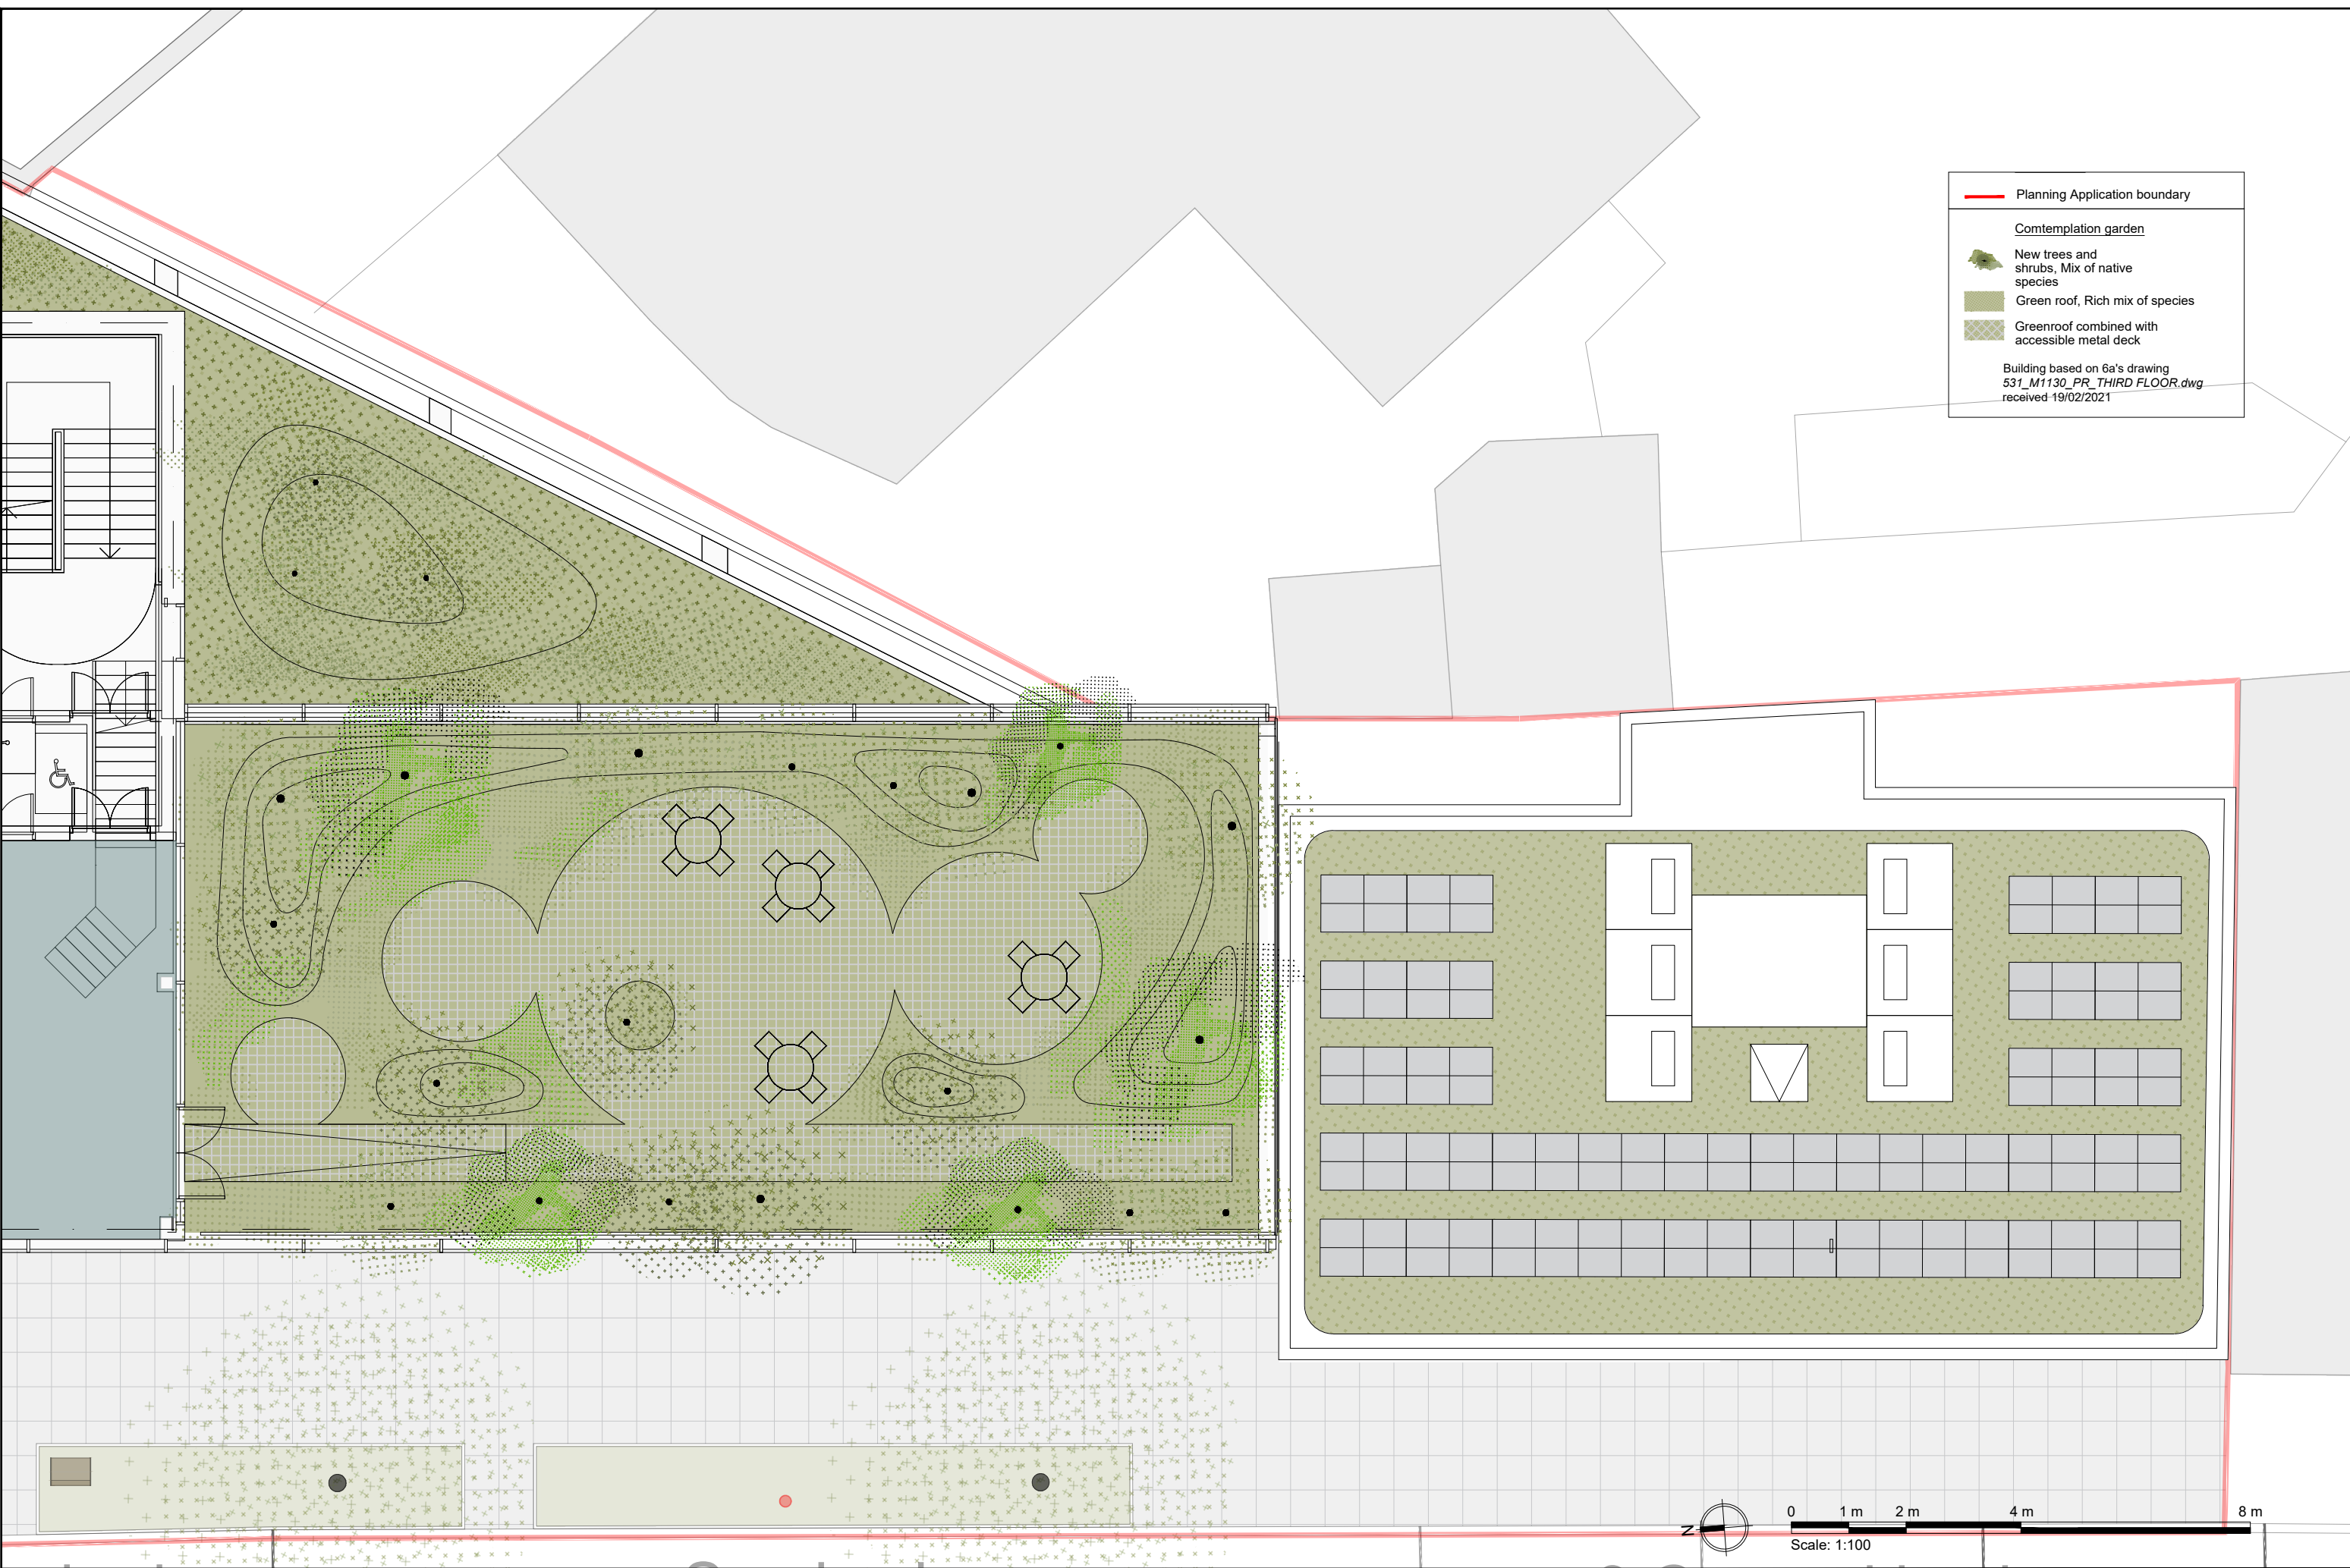 Planning Application boundary
Comtemplation garden
New trees and
shrubs, Mix of native
species
Green roof, Rich mix of species
Greenroof combined with
accessible metal deck
Building based on 6a's drawing
531_M1130_PR_THIRD FLOOR.dwg
received 19/02/2021
N
0 1 m 2 m 4 m 8 m
Scale: 1:100